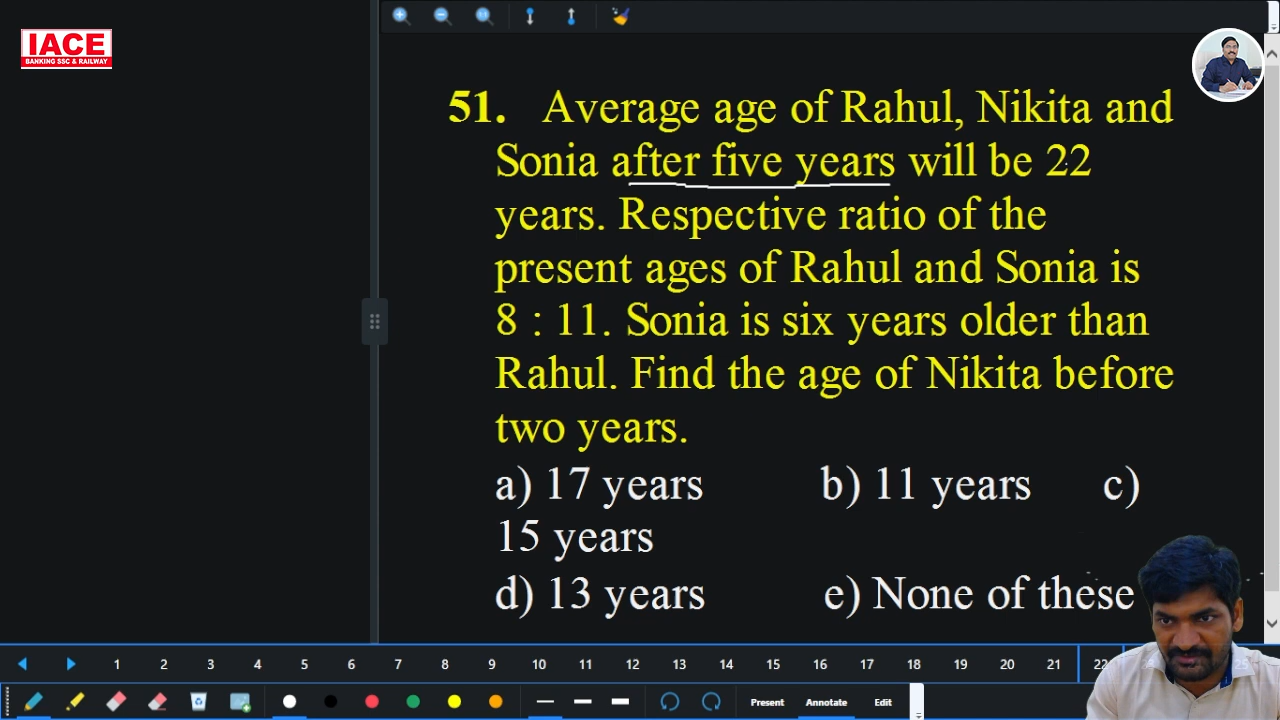 IACE
BANKING SSC & RAILWAY
51. Average age of Rahul, Nikita and
Sonia after five years will be 22
years. Respective ratio of the
present ages of Rahul and Sonia is
8 : 11. Sonia is six years older than
Rahul. Find the age of Nikita before
two years.
a) 17 years b) 11 years c)
15 years
d) 13 years e) None of these
1 2 3 4 5 6 7 8 9 10 11 12 13 14 15 16 17 18 19 20 21 22
Present Annotate Edit